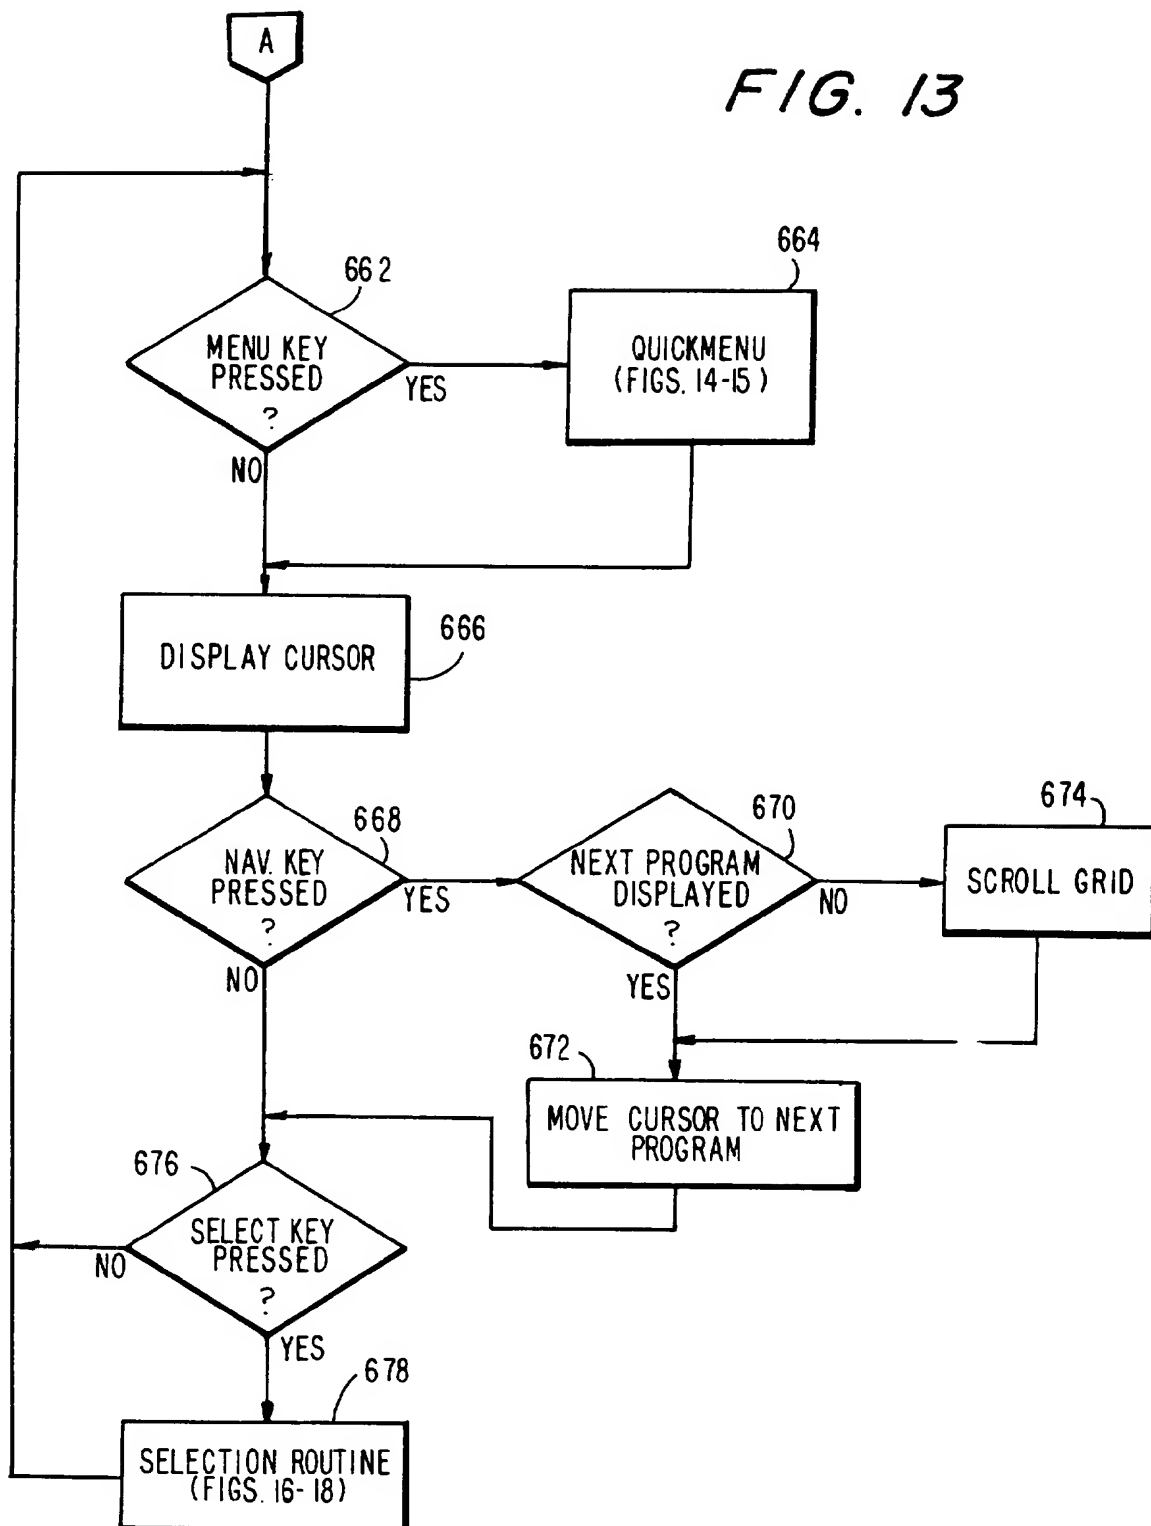 A
FIG. 13
662
MENU KEY
PRESSED
?
YES
NO
664
QUICKMENU
(FIGS. 14-15)
DISPLAY CURSOR
666
668
NAV. KEY
PRESSED
?
YES
NO
670
NEXT PROGRAM
DISPLAYED
?
NO
YES
674
SCROLL GRID
672
MOVE CURSOR TO NEXT
PROGRAM
676
SELECT KEY
PRESSED
?
NO
YES
678
SELECTION ROUTINE
(FIGS. 16-18)